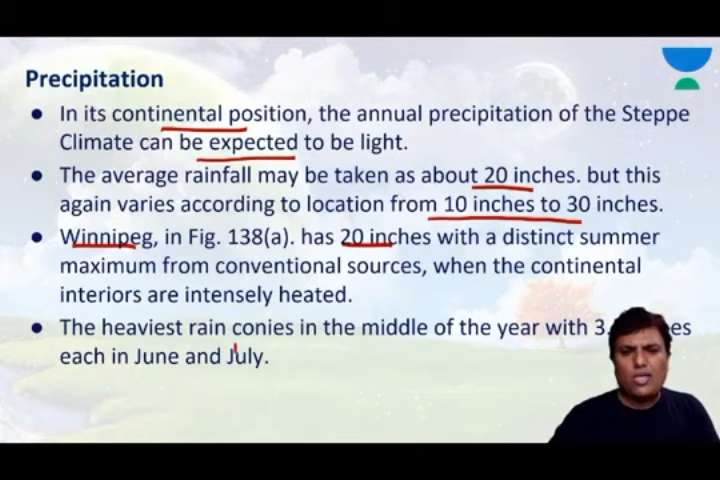 Precipitation
● In its continental position, the annual precipitation of the Steppe
Climate can be expected to be light.
● The average rainfall may be taken as about 20 inches. but this
again varies according to location from 10 inches to 30 inches.
● Winnipeg, in Fig. 138(a). has 20 inches with a distinct summer
maximum from conventional sources, when the continental
interiors are intensely heated.
● The heaviest rain conies in the middle of the year with 3. es
each in June and July.